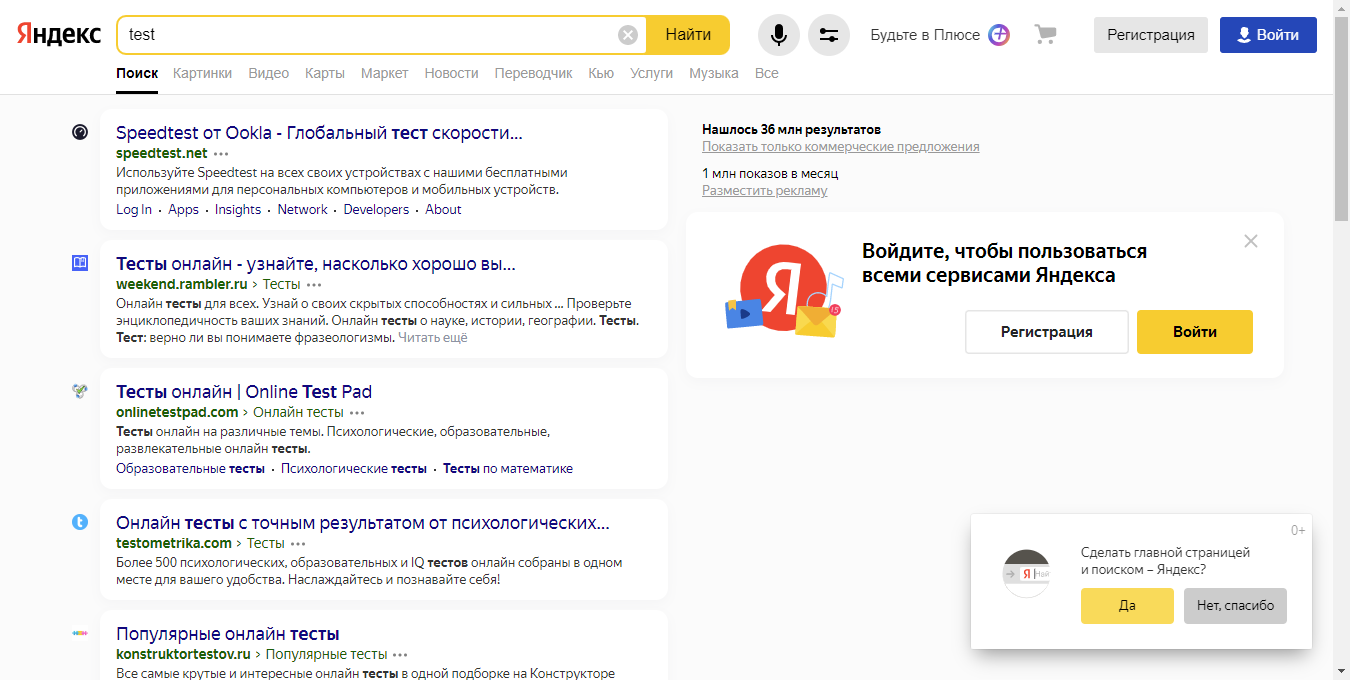 Яндекс
test
Найти
Будьте в Плюсе
Регистрация
Войти
Поиск Картинки Видео Карты Маркет Новости Переводчик Кью Услуги Музыка Все
Speedtest от Ookla - Глобальный тест скорости...
speedtest.net
Используйте Speedtest на всех своих устройствах с нашими бесплатными
приложениями для персональных компьютеров и мобильных устройств.
Log In · Apps · Insights · Network · Developers · About
Тесты онлайн - узнайте, насколько хорошо вы...
weekend.rambler.ru › Тесты
Онлайн тесты для всех. Узнай о своих скрытых способностях и сильных ... Проверьте
энциклопедичность ваших знаний. Онлайн тесты о науке, истории, географии. Тесты.
Тест: верно ли вы понимаете фразеологизмы. Читать ещё
Тесты онлайн | Online Test Pad
onlinetestpad.com › Онлайн тесты
Тесты онлайн на различные темы. Психологические, образовательные,
развлекательные онлайн тесты.
Образовательные тесты · Психологические тесты · Тесты по математике
Онлайн тесты с точным результатом от психологических...
testometrika.com › Тесты
Более 500 психологических, образовательных и IQ тестов онлайн собраны в одном
месте для вашего удобства. Наслаждайтесь и познавайте себя!
Популярные онлайн тесты
konstruktortestov.ru › Популярные тесты
Все самые крутые и интересные онлайн тесты в одной подборке на Конструкторе
Нашлось 36 млн результатов
Показать только коммерческие предложения
1 млн показов в месяц
Разместить рекламу
Я
15
Войдите, чтобы пользоваться
всеми сервисами Яндекса
Регистрация
Войти
0+
Я Най
Сделать главной страницей
и поиском – Яндекс?
Да
Нет, спасибо